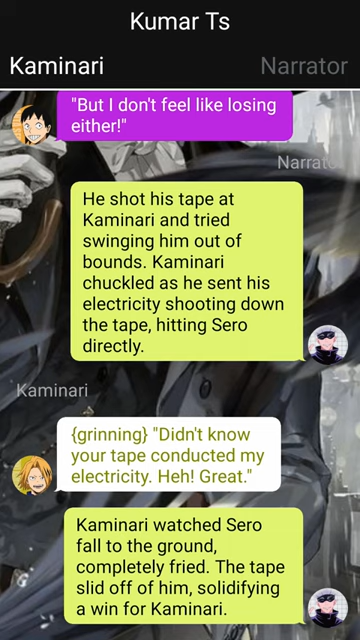 Kumar Ts
Kaminari
Narrator
"But I don't feel like losing
either!"
Narrator
He shot his tape at
Kaminari and tried
swinging him out of
bounds. Kaminari
chuckled as he sent his
electricity shooting down
the tape, hitting Sero
directly.
Kaminari
{grinning} "Didn't know
your tape conducted my
electricity. Heh! Great."
Kaminari watched Sero
fall to the ground,
completely fried. The tape
slid off of him, solidifying
a win for Kaminari.